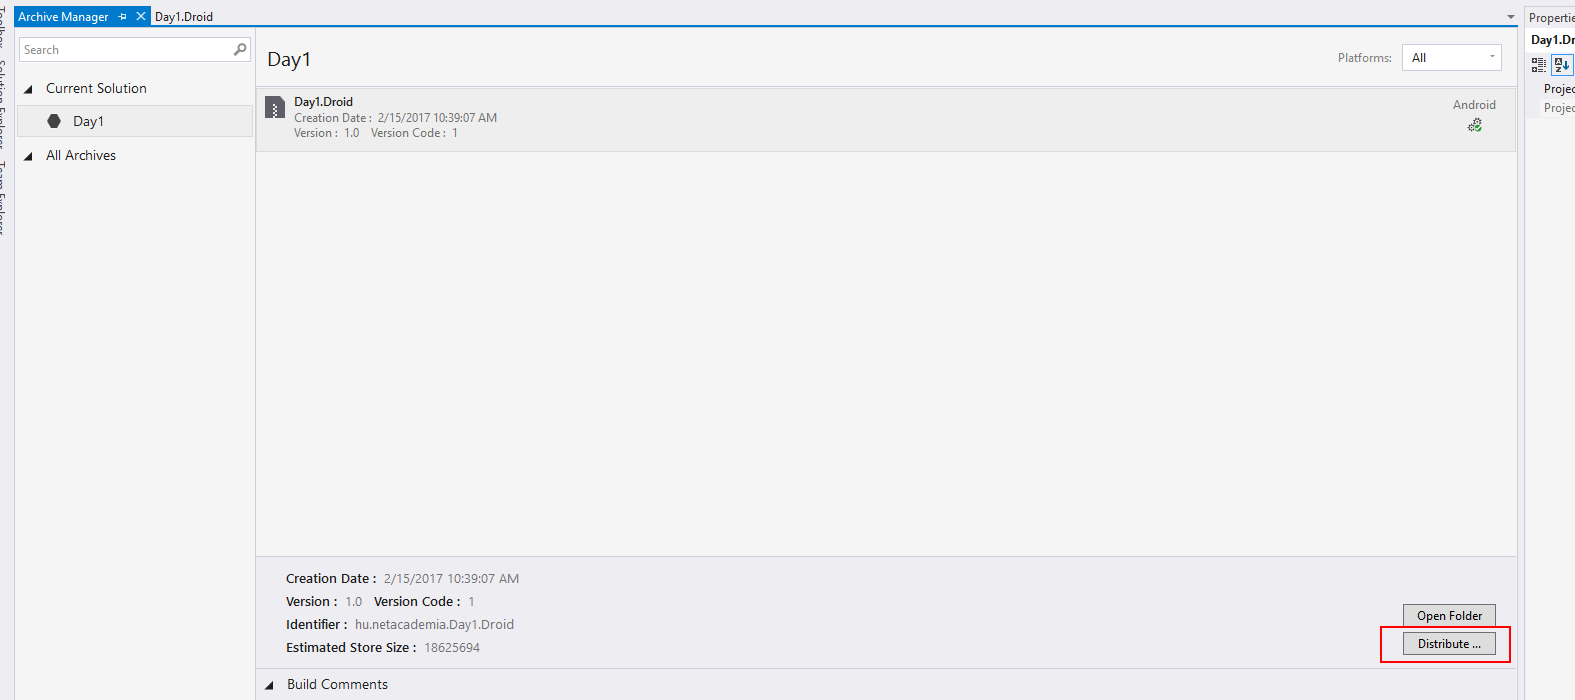 Archive Manager
Day1.Droid
Search
Current Solution
Day1
All Archives
Day1
Platforms: All
Day1.Droid
Creation Date : 2/15/2017 10:39:07 AM
Version : 1.0 Version Code : 1
Android
Creation Date : 2/15/2017 10:39:07 AM
Version : 1.0 Version Code : 1
Identifier : hu.netacademia.Day1.Droid
Estimated Store Size : 18625694
Open Folder
Distribute ...
Build Comments
Propertie
Day1.Dr
Projec
Projec
Solution Explorer
Team Explorer